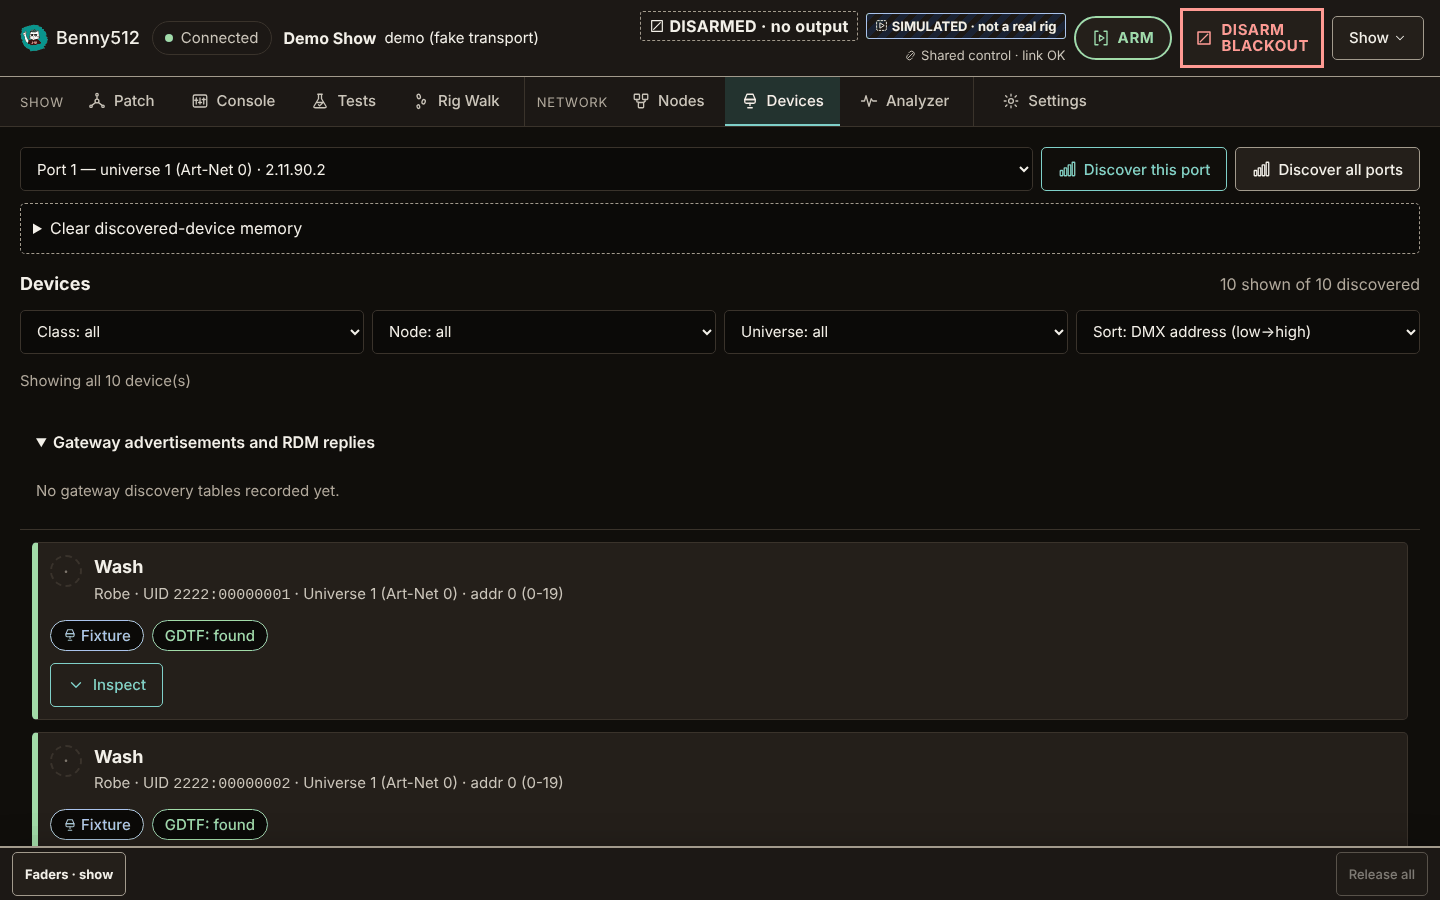 Benny512
Connected
Demo Show demo (fake transport)
DISARMED · no output
SIMULATED · not a real rig
Shared control · link OK
ARM
DISARM
BLACKOUT
Show
SHOW Patch Console Tests Rig Walk NETWORK Nodes Devices Analyzer Settings
Port 1 — universe 1 (Art-Net 0) · 2.11.90.2
Discover this port
Discover all ports
Clear discovered-device memory
Devices
10 shown of 10 discovered
Class: all
Node: all
Universe: all
Sort: DMX address (low→high)
Showing all 10 device(s)
Gateway advertisements and RDM replies
No gateway discovery tables recorded yet.
Wash
Robe · UID 2222:00000001 · Universe 1 (Art-Net 0) · addr 0 (0-19)
Fixture GDTF: found
Inspect
Wash
Robe · UID 2222:00000002 · Universe 1 (Art-Net 0) · addr 0 (0-19)
Fixture GDTF: found
Faders · show
Release all